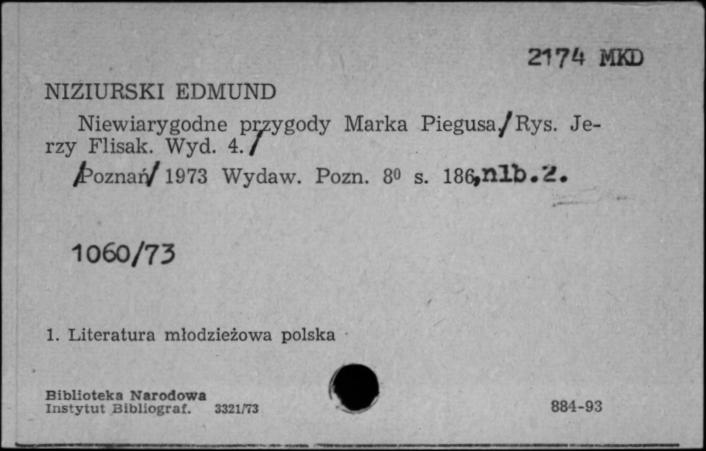 2174 MKD
NIZIURSKI EDMUND
Niewiarygodne przygody Marka Piegusa/Rys. Je-
rzy Flisak. Wyd. 4./
/Poznań/ 1973 Wydaw. Pozn. 8⁰ s. 186,nlb.2.
1060/73
1. Literatura młodzieżowa polska
Biblioteka Narodowa
Instytut Bibliograf. 3321/73
884-93